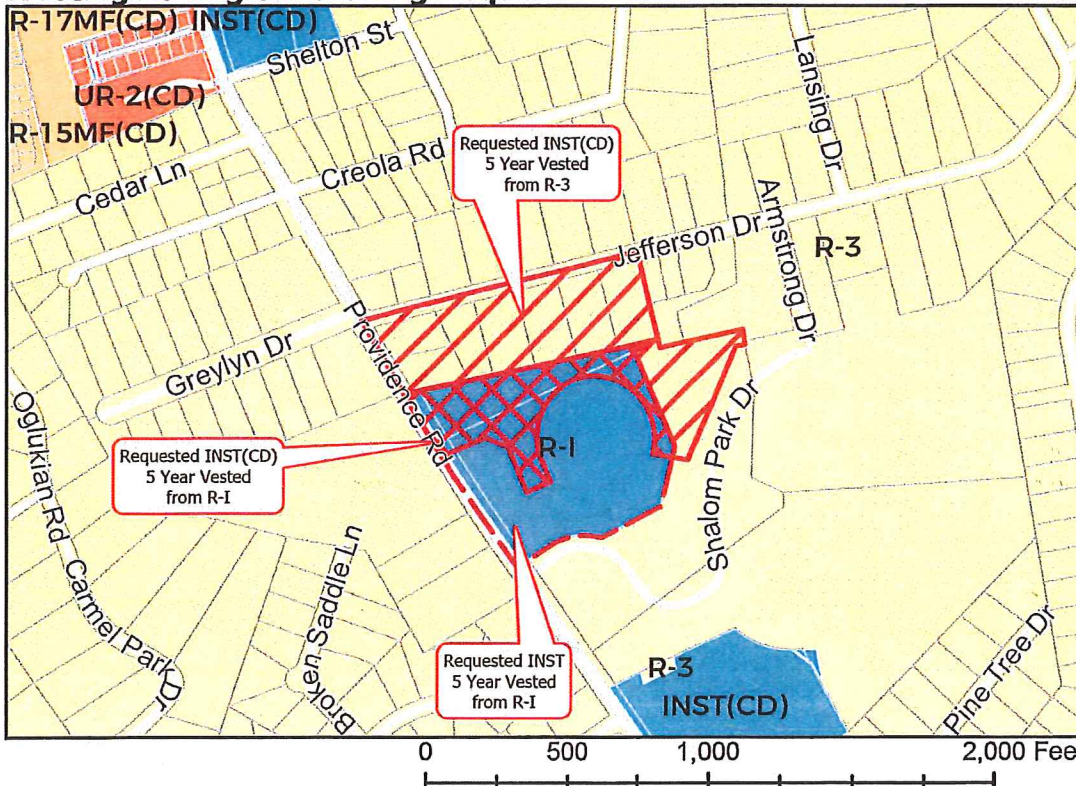 R-17MF(CD) INST(CD)
Shelton St
UR-2(CD)
R-15MF(CD)
Cedar Ln
Creola Rd
Lansing Dr
Requested INST(CD)
5 Year Vested
from R-3
Armstrong Dr
Jefferson Dr
R-3
Providence Rd
Greylyn Dr
Oglukian Rd
Requested INST(CD)
5 Year Vested
from R-I
R-I
Shalom Park Dr
Broken Saddle Ln
Carmel Park Dr
Requested INST
5 Year Vested
from R-I
R-3
INST(CD)
Pine Tree Dr
0 500 1,000 2,000 Fee